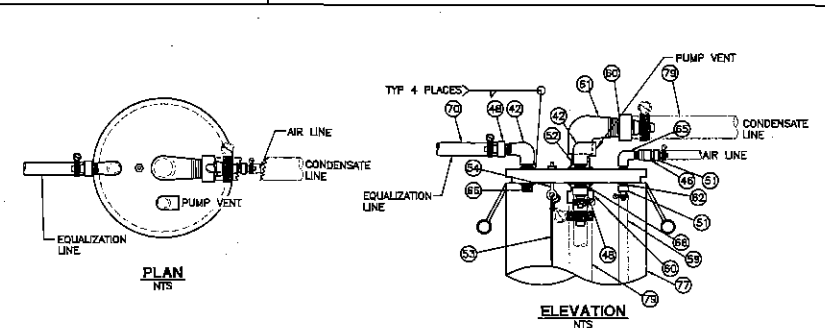 AIR LINE
CONDENSATE
LINE
PUMP VENT
EQUALIZATION
LINE
PLAN
NTS
PUMP VENT
60
79
61
TYP 4 PLACES
70
48
42
42
52
CONDENSATE
LINE
65
AIR LINE
54
46
51
EQUALIZATION
LINE
62
51
68
59
53
48
60
77
79
ELEVATION
NTS